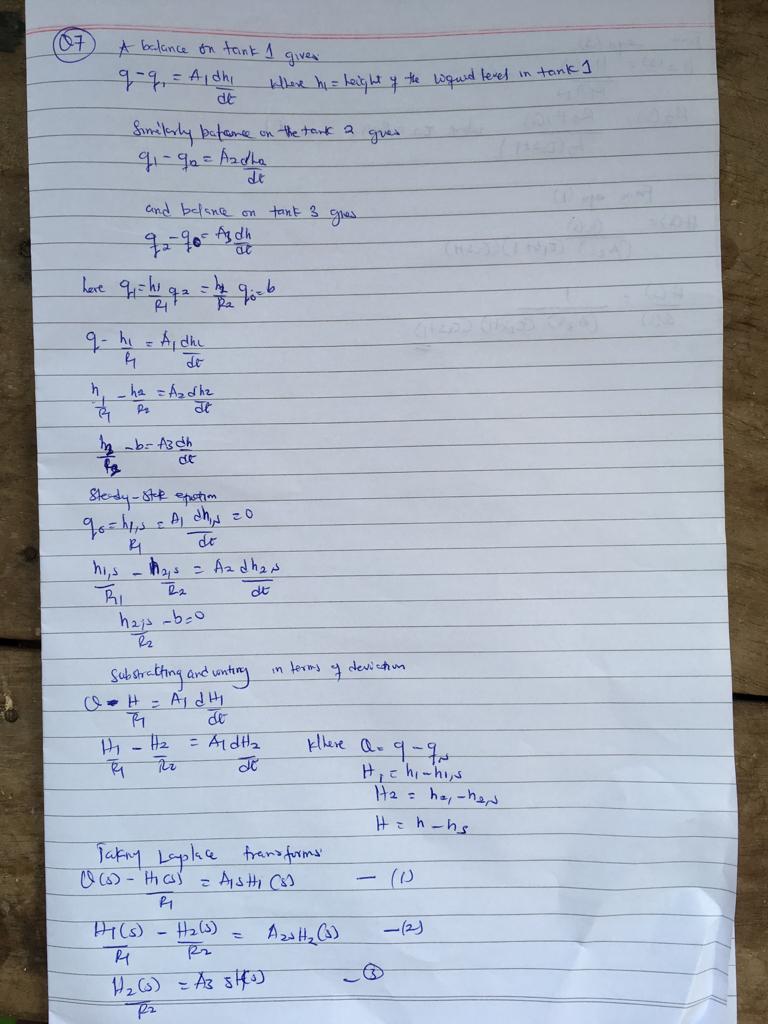 Q7 A balance on tank 1 gives
q - q1 = A1 dh1/dt Where h1 = height of the liquid level in tank 1
Similarly balance on the tank 2 gives
q1 - q2 = A2 dh2/dt
and balance on tank 3 gives
q2 - q0 = A3 dh/dt
here q1 = h1/R1 q2 = h2/R2 q0 = b
q - h1/R1 = A1 dh1/dt
h1/R1 - h2/R2 = A2 dh2/dt
h2/R2 - b = A3 dh/dt
Steady-state equation
= h1,s/R1 = A1 dh1,s/dt = 0
h1,s/R1 - h2,s/R2 = A2 dh2,s/dt
h2,s/R2 - b = 0
Substracting and writing in terms of deviation
Q - H/R1 = A1 dH1/dt
H1/R1 - H2/R2 = A1 dH2/dt Where Q = q - qs
H1 = h1 - h1,s
H2 = h2, - h2,s
H = h - hs
Taking Laplace transforms
Q(s) - H1(s)/R1 = A1sH1(s) — (1)
H1(s)/R1 - H2(s)/R2 = A2sH2(s) — (2)
H2(s)/R2 = A3 sH(s) — 3